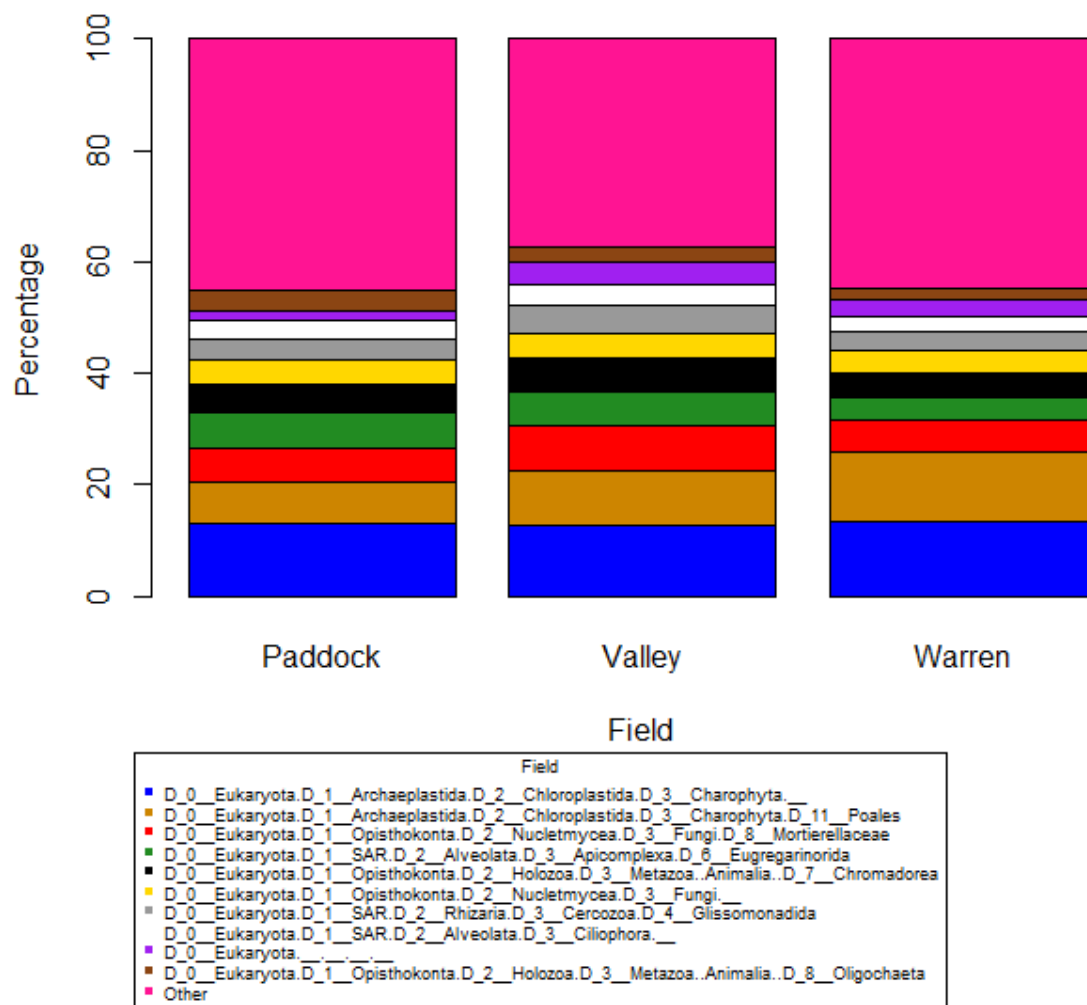 100
80
60
40
20
0
Percentage
Paddock Valley Warren
Field
Field
D_0__Eukaryota.D_1__Archaeplastida.D_2__Chloroplastida.D_3__Charophyta.__
D_0__Eukaryota.D_1__Archaeplastida.D_2__Chloroplastida.D_3__Charophyta.D_11__Poales
D_0__Eukaryota.D_1__Opisthokonta.D_2__Nucletmycea.D_3__Fungi.D_8__Mortierellaceae
D_0__Eukaryota.D_1__SAR.D_2__Alveolata.D_3__Apicomplexa.D_6__Eugregarinorida
D_0__Eukaryota.D_1__Opisthokonta.D_2__Holozoa.D_3__Metazoa..Animalia..D_7__Chromadorea
D_0__Eukaryota.D_1__Opisthokonta.D_2__Nucletmycea.D_3__Fungi.__
D_0__Eukaryota.D_1__SAR.D_2__Rhizaria.D_3__Cercozoa.D_4__Glissomonadida
D_0__Eukaryota.D_1__SAR.D_2__Alveolata.D_3__Ciliophora.__
D_0__Eukaryota.__.__.__.__
D_0__Eukaryota.D_1__Opisthokonta.D_2__Holozoa.D_3__Metazoa..Animalia..D_8__Oligochaeta
Other